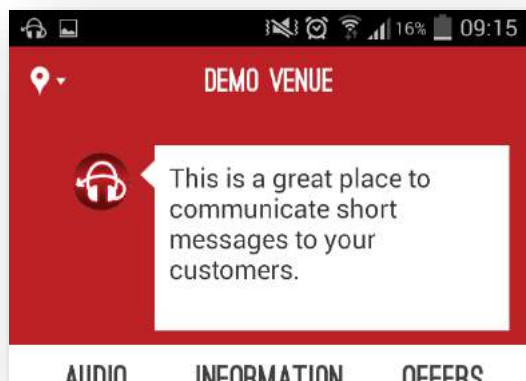 16% 09:15
DEMO VENUE
This is a great place to
communicate short
messages to your
customers.
AUDIO INFORMATION OFFERS